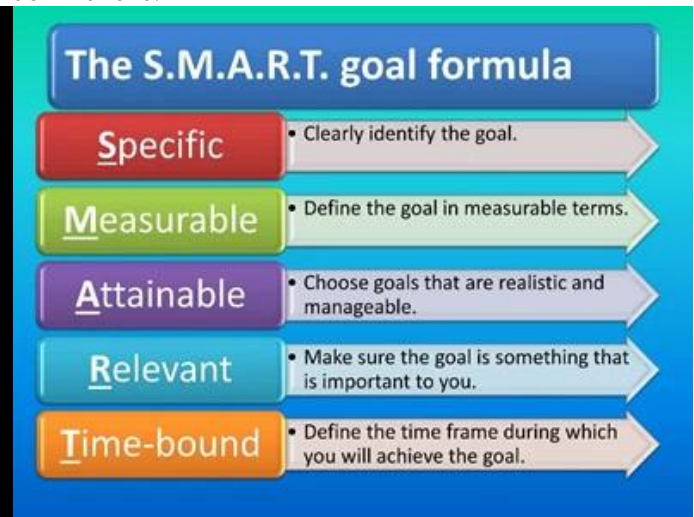 The S.M.A.R.T. goal formula
Specific
• Clearly identify the goal.
Measurable
• Define the goal in measurable terms.
Attainable
• Choose goals that are realistic and
manageable.
Relevant
• Make sure the goal is something that
is important to you.
Time-bound
• Define the time frame during which
you will achieve the goal.